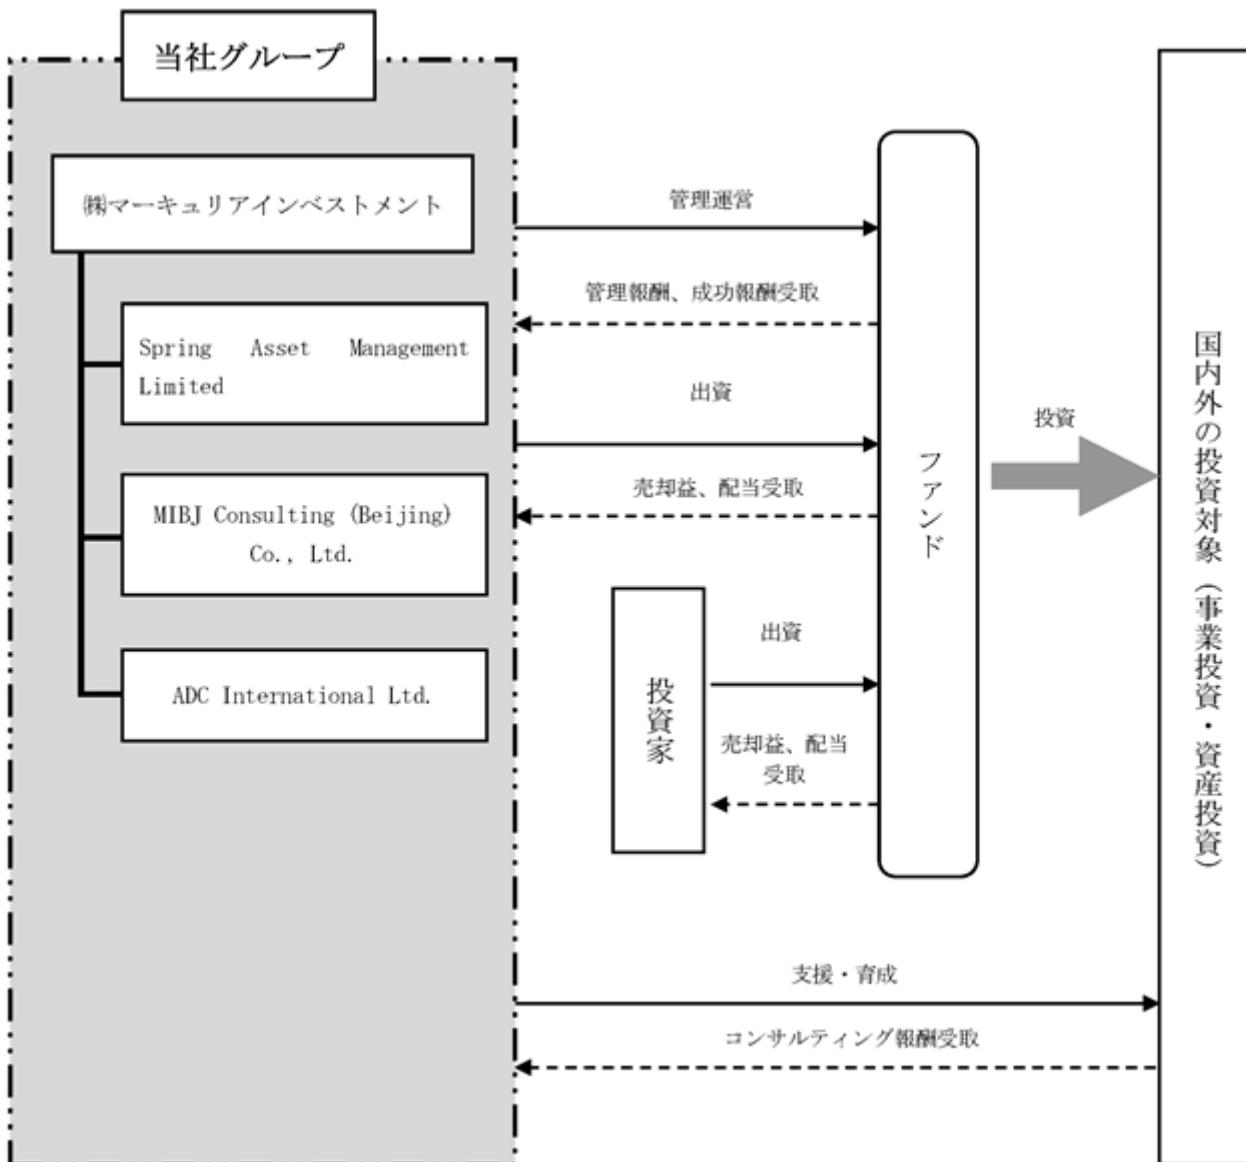 当社グループ
㈱マーキュリアインベストメント
Spring Asset Management
Limited
MIBJ Consulting (Beijing)
Co., Ltd.
ADC International Ltd.
管理運営
管理報酬、成功報酬受取
出資
売却益、配当受取
投資家
出資
売却益、配当
受取
ファンド
投資
国内外の投資対象（事業投資・資産投資）
支援・育成
コンサルティング報酬受取